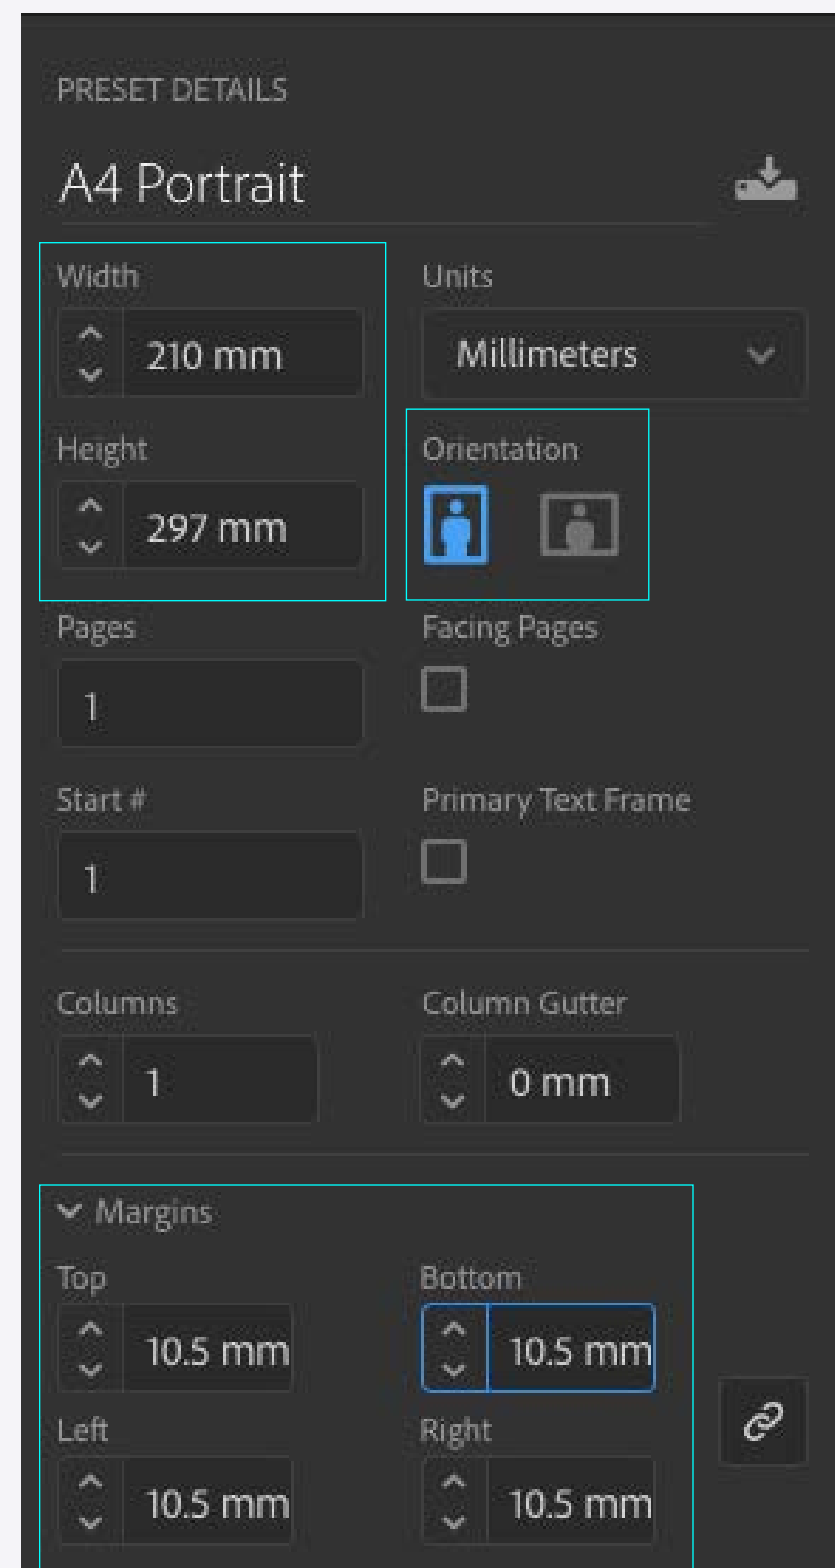 PRESET DETAILS
A4 Portrait
Width Units
210 mm Millimeters
Height Orientation
297 mm
Pages Facing Pages
1
Start # Primary Text Frame
1
Columns Column Gutter
1 0 mm
Margins
Top Bottom
10.5 mm 10.5 mm
Left Right
10.5 mm 10.5 mm